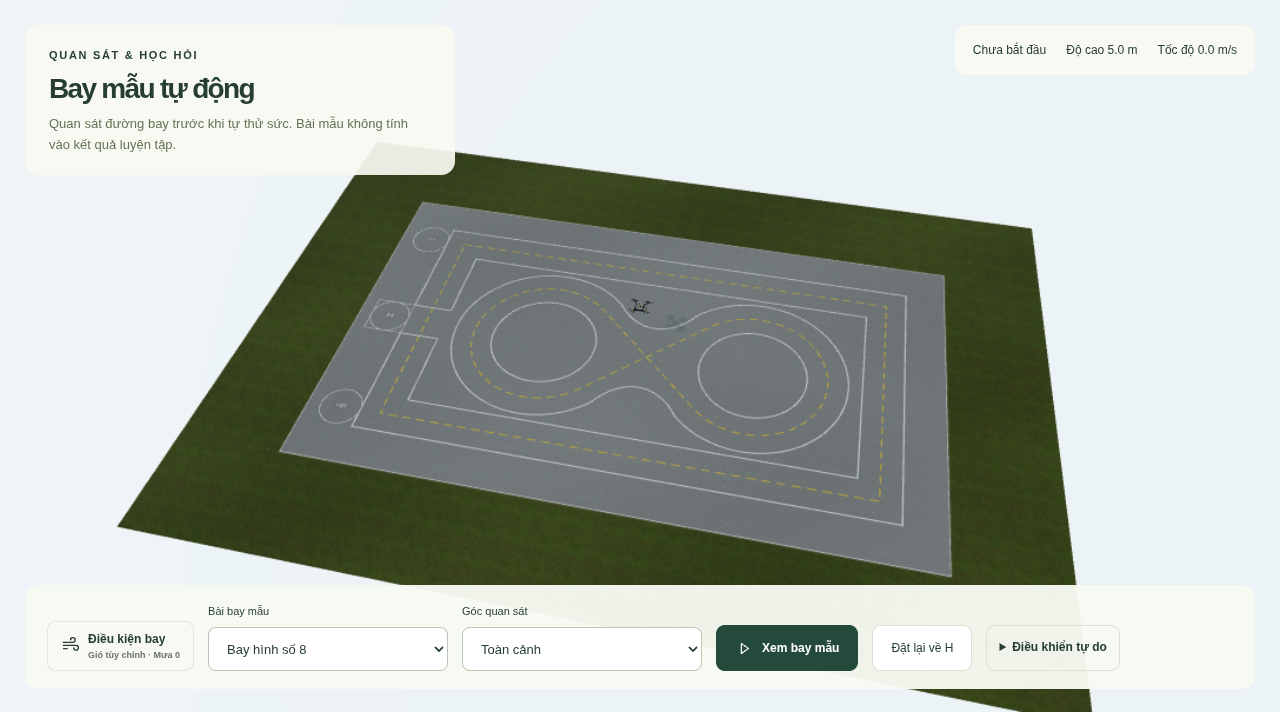 QUAN SÁT & HỌC HỎI
Bay mẫu tự động
Quan sát đường bay trước khi tự thử sức. Bài mẫu không tính
vào kết quả luyện tập.
Chưa bắt đầu Độ cao 5.0 m Tốc độ 0.0 m/s
H
Điều kiện bay
Gió tùy chỉnh · Mưa 0
Bài bay mẫu
Bay hình số 8
Góc quan sát
Toàn cảnh
Xem bay mẫu
Đặt lại về H
Điều khiển tự do